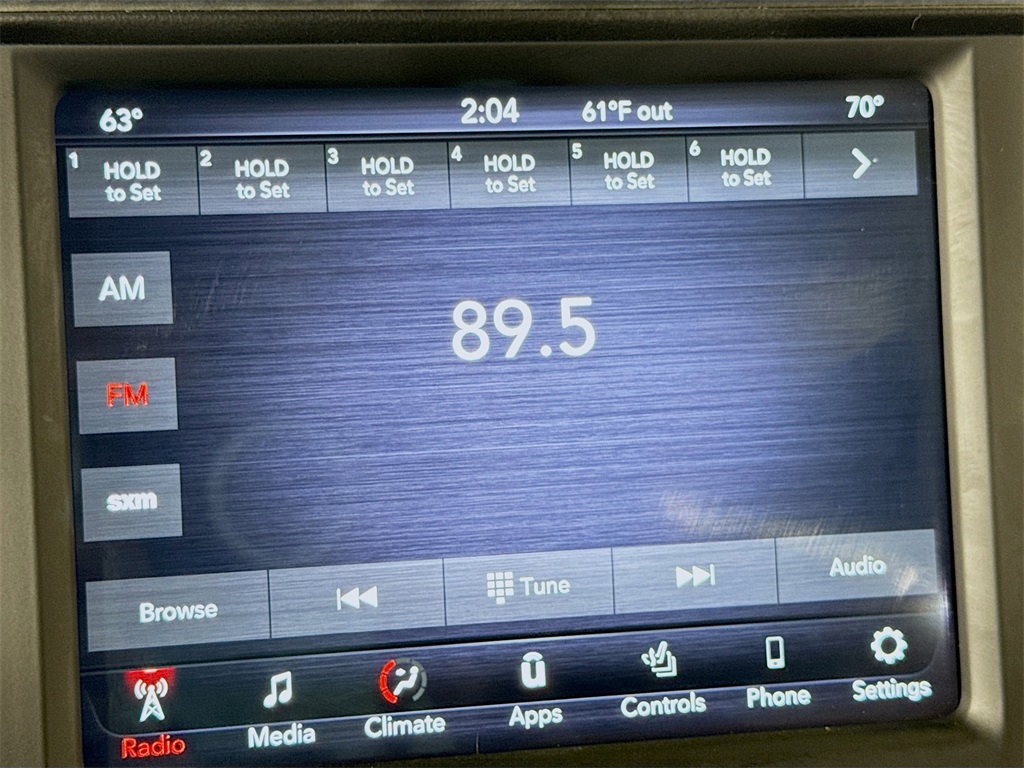 63° 2:04 61°F out 70°
1 HOLD to Set
2 HOLD to Set
3 HOLD to Set
4 HOLD to Set
5 HOLD to Set
6 HOLD to Set
AM
89.5
FM
sxm
Browse
Tune
Audio
Radio
Media
Climate
Apps
Controls
Phone
Settings